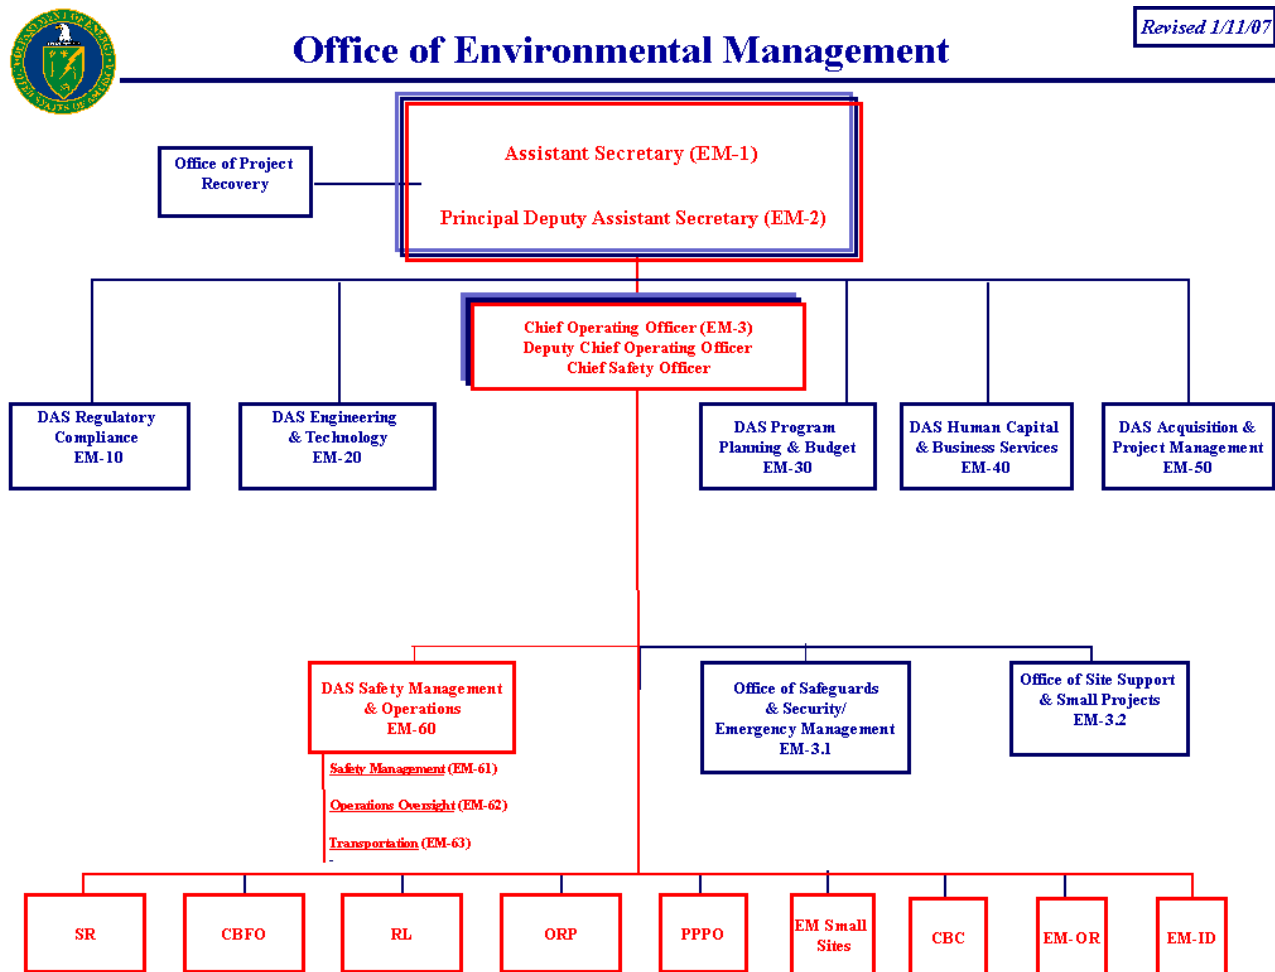 Revised 1/11/07
Office of Environmental Management
Assistant Secretary (EM-1)
Principal Deputy Assistant Secretary (EM-2)
Office of Project
Recovery
Chief Operating Officer (EM-3)
Deputy Chief Operating Officer
Chief Safety Officer
DAS Regulatory
Compliance
EM-10
DAS Engineering
& Technology
EM-20
DAS Program
Planning & Budget
EM-30
DAS Human Capital
& Business Services
EM-40
DAS Acquisition &
Project Management
EM-50
DAS Safety Management
& Operations
EM-60
Safety Management (EM-61)
Operations Oversight (EM-62)
Transportation (EM-63)
-
Office of Safeguards
& Security/
Emergency Management
EM-3.1
Office of Site Support
& Small Projects
EM-3.2
SR
CBFO
RL
ORP
PPPO
EM Small
Sites
CBC
EM-OR
EM-ID